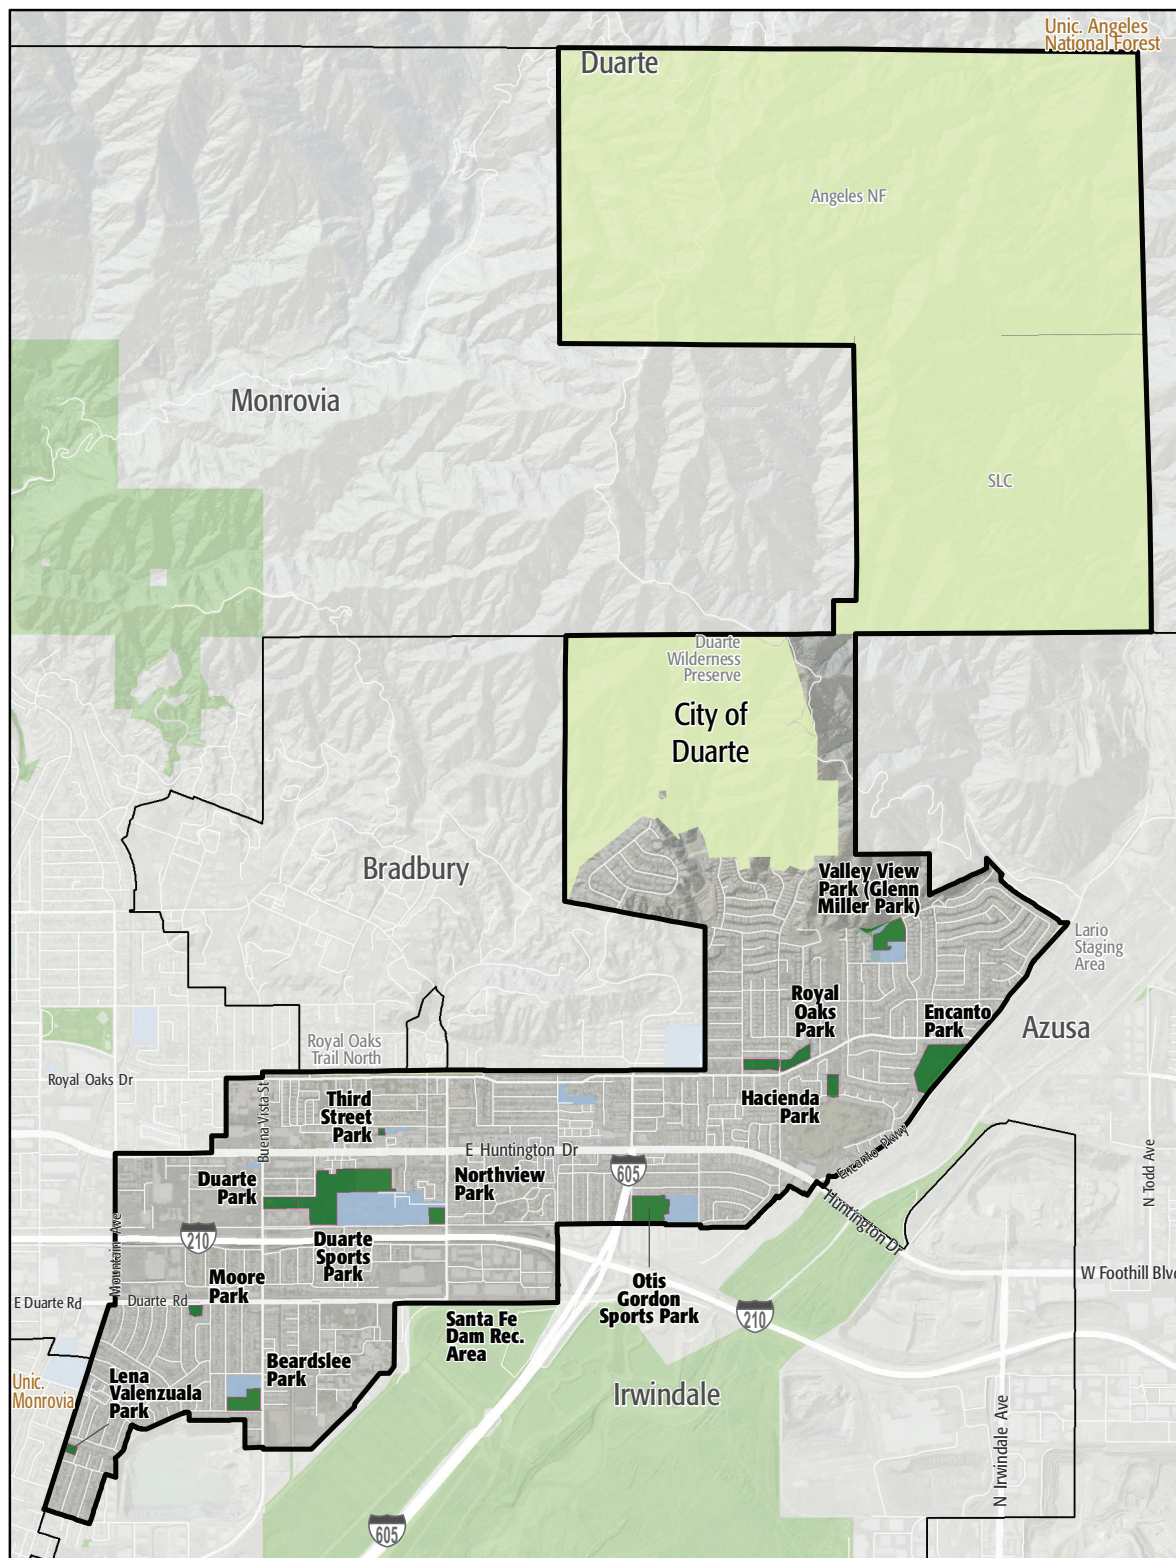 Unic. Angeles
National Forest
Duarte
Angeles NF
Monrovia
SLC
Duarte
Wilderness
Preserve
City of
Duarte
Bradbury
Valley View
Park (Glenn
Miller Park)
Lario
Staging
Area
Royal
Oaks
Park
Encanto
Park
Azusa
Royal Oaks
Trail North
Royal Oaks Dr
Buena Vista St
Third
Street
Park
Hacienda
Park
E Huntington Dr
Encanto Pkwy
N Todd Ave
Duarte
Park
Northview
Park
605
Huntington Dr
210
Mountain Ave
Duarte
Sports
Park
Moore
Park
Otis
Gordon
Sports Park
W Foothill Blvd
E Duarte Rd
Duarte Rd
Santa Fe
Dam Rec.
Area
210
Beardslee
Park
Lena
Valenzuala
Park
Unic.
Monrovia
Irwindale
N Irwindale Ave
605